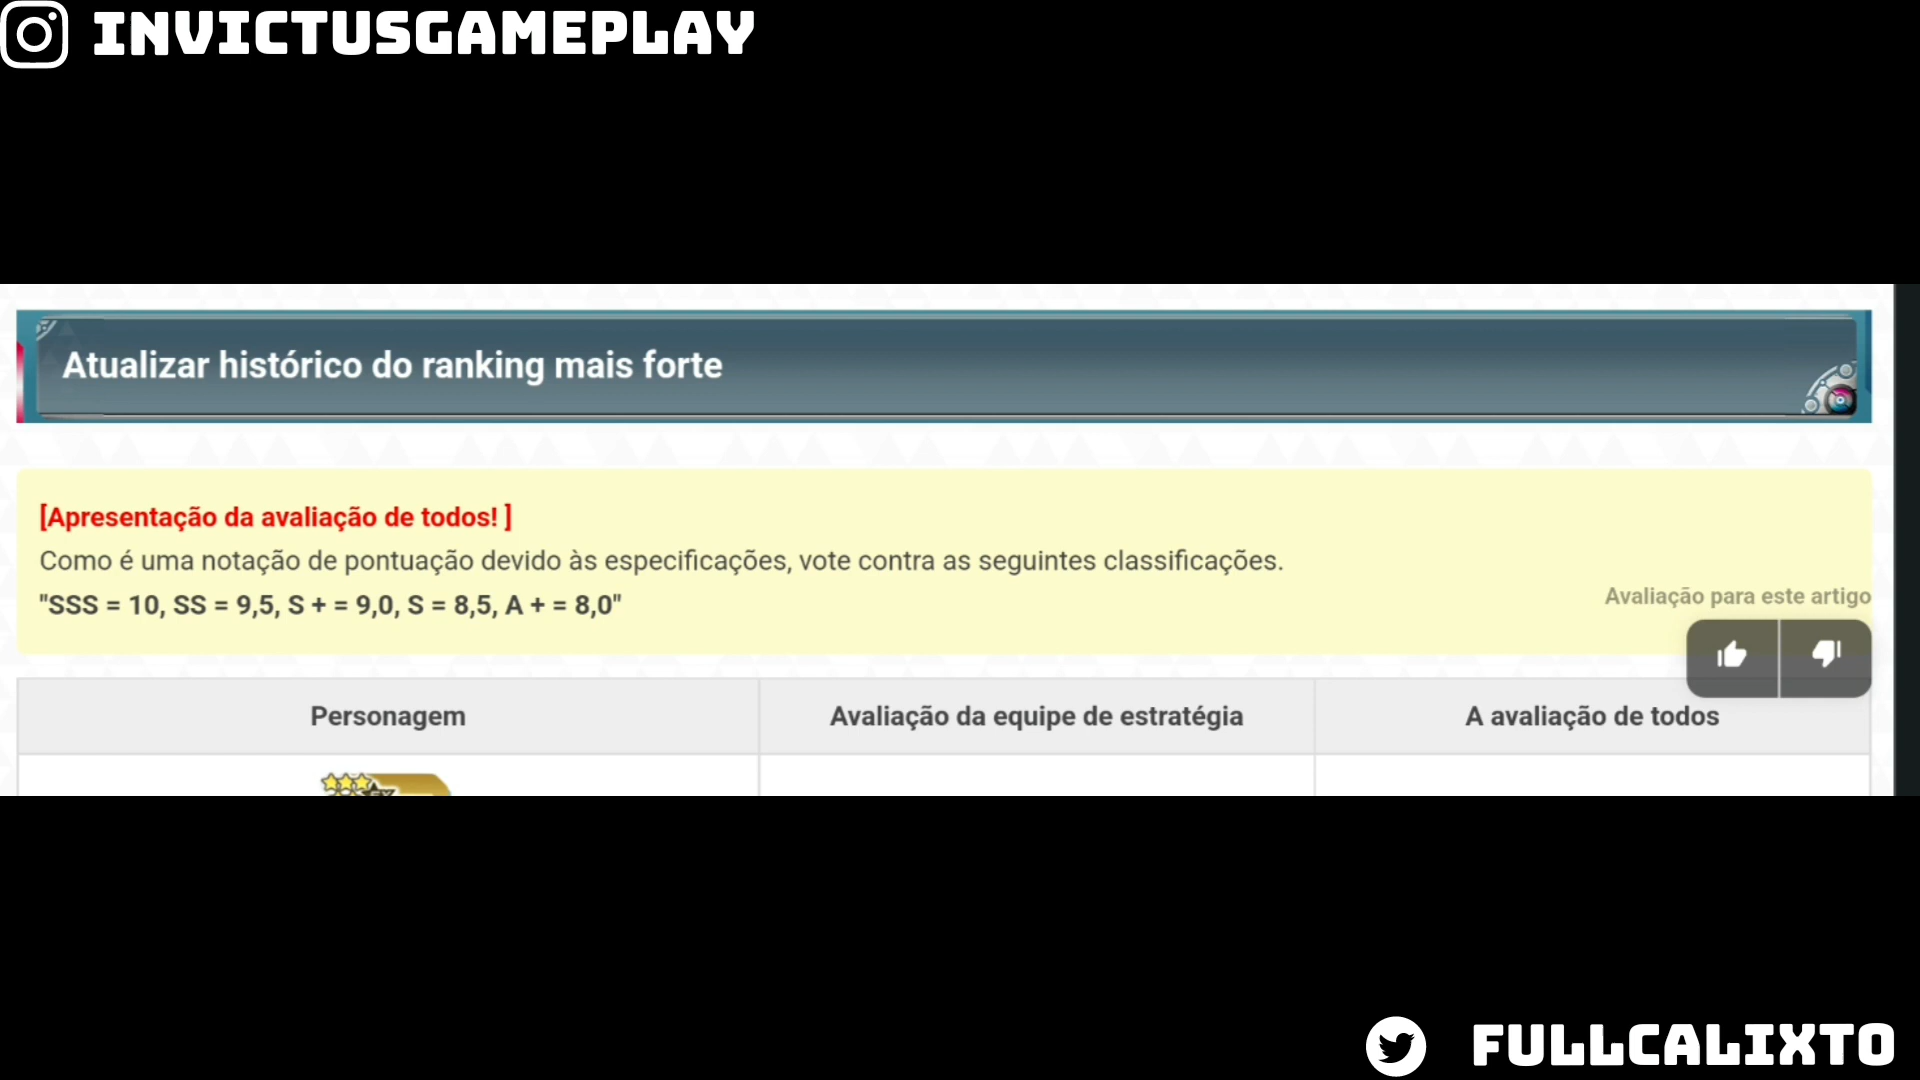 INVICTUSGAMEPLAY
Atualizar histórico do ranking mais forte
[Apresentação da avaliação de todos! ]
Como é uma notação de pontuação devido às especificações, vote contra as seguintes classificações.
"SSS = 10, SS = 9,5, S + = 9,0, S = 8,5, A + = 8,0"
Avaliação para este artigo
Personagem
Avaliação da equipe de estratégia
A avaliação de todos
FULLCALIXTO